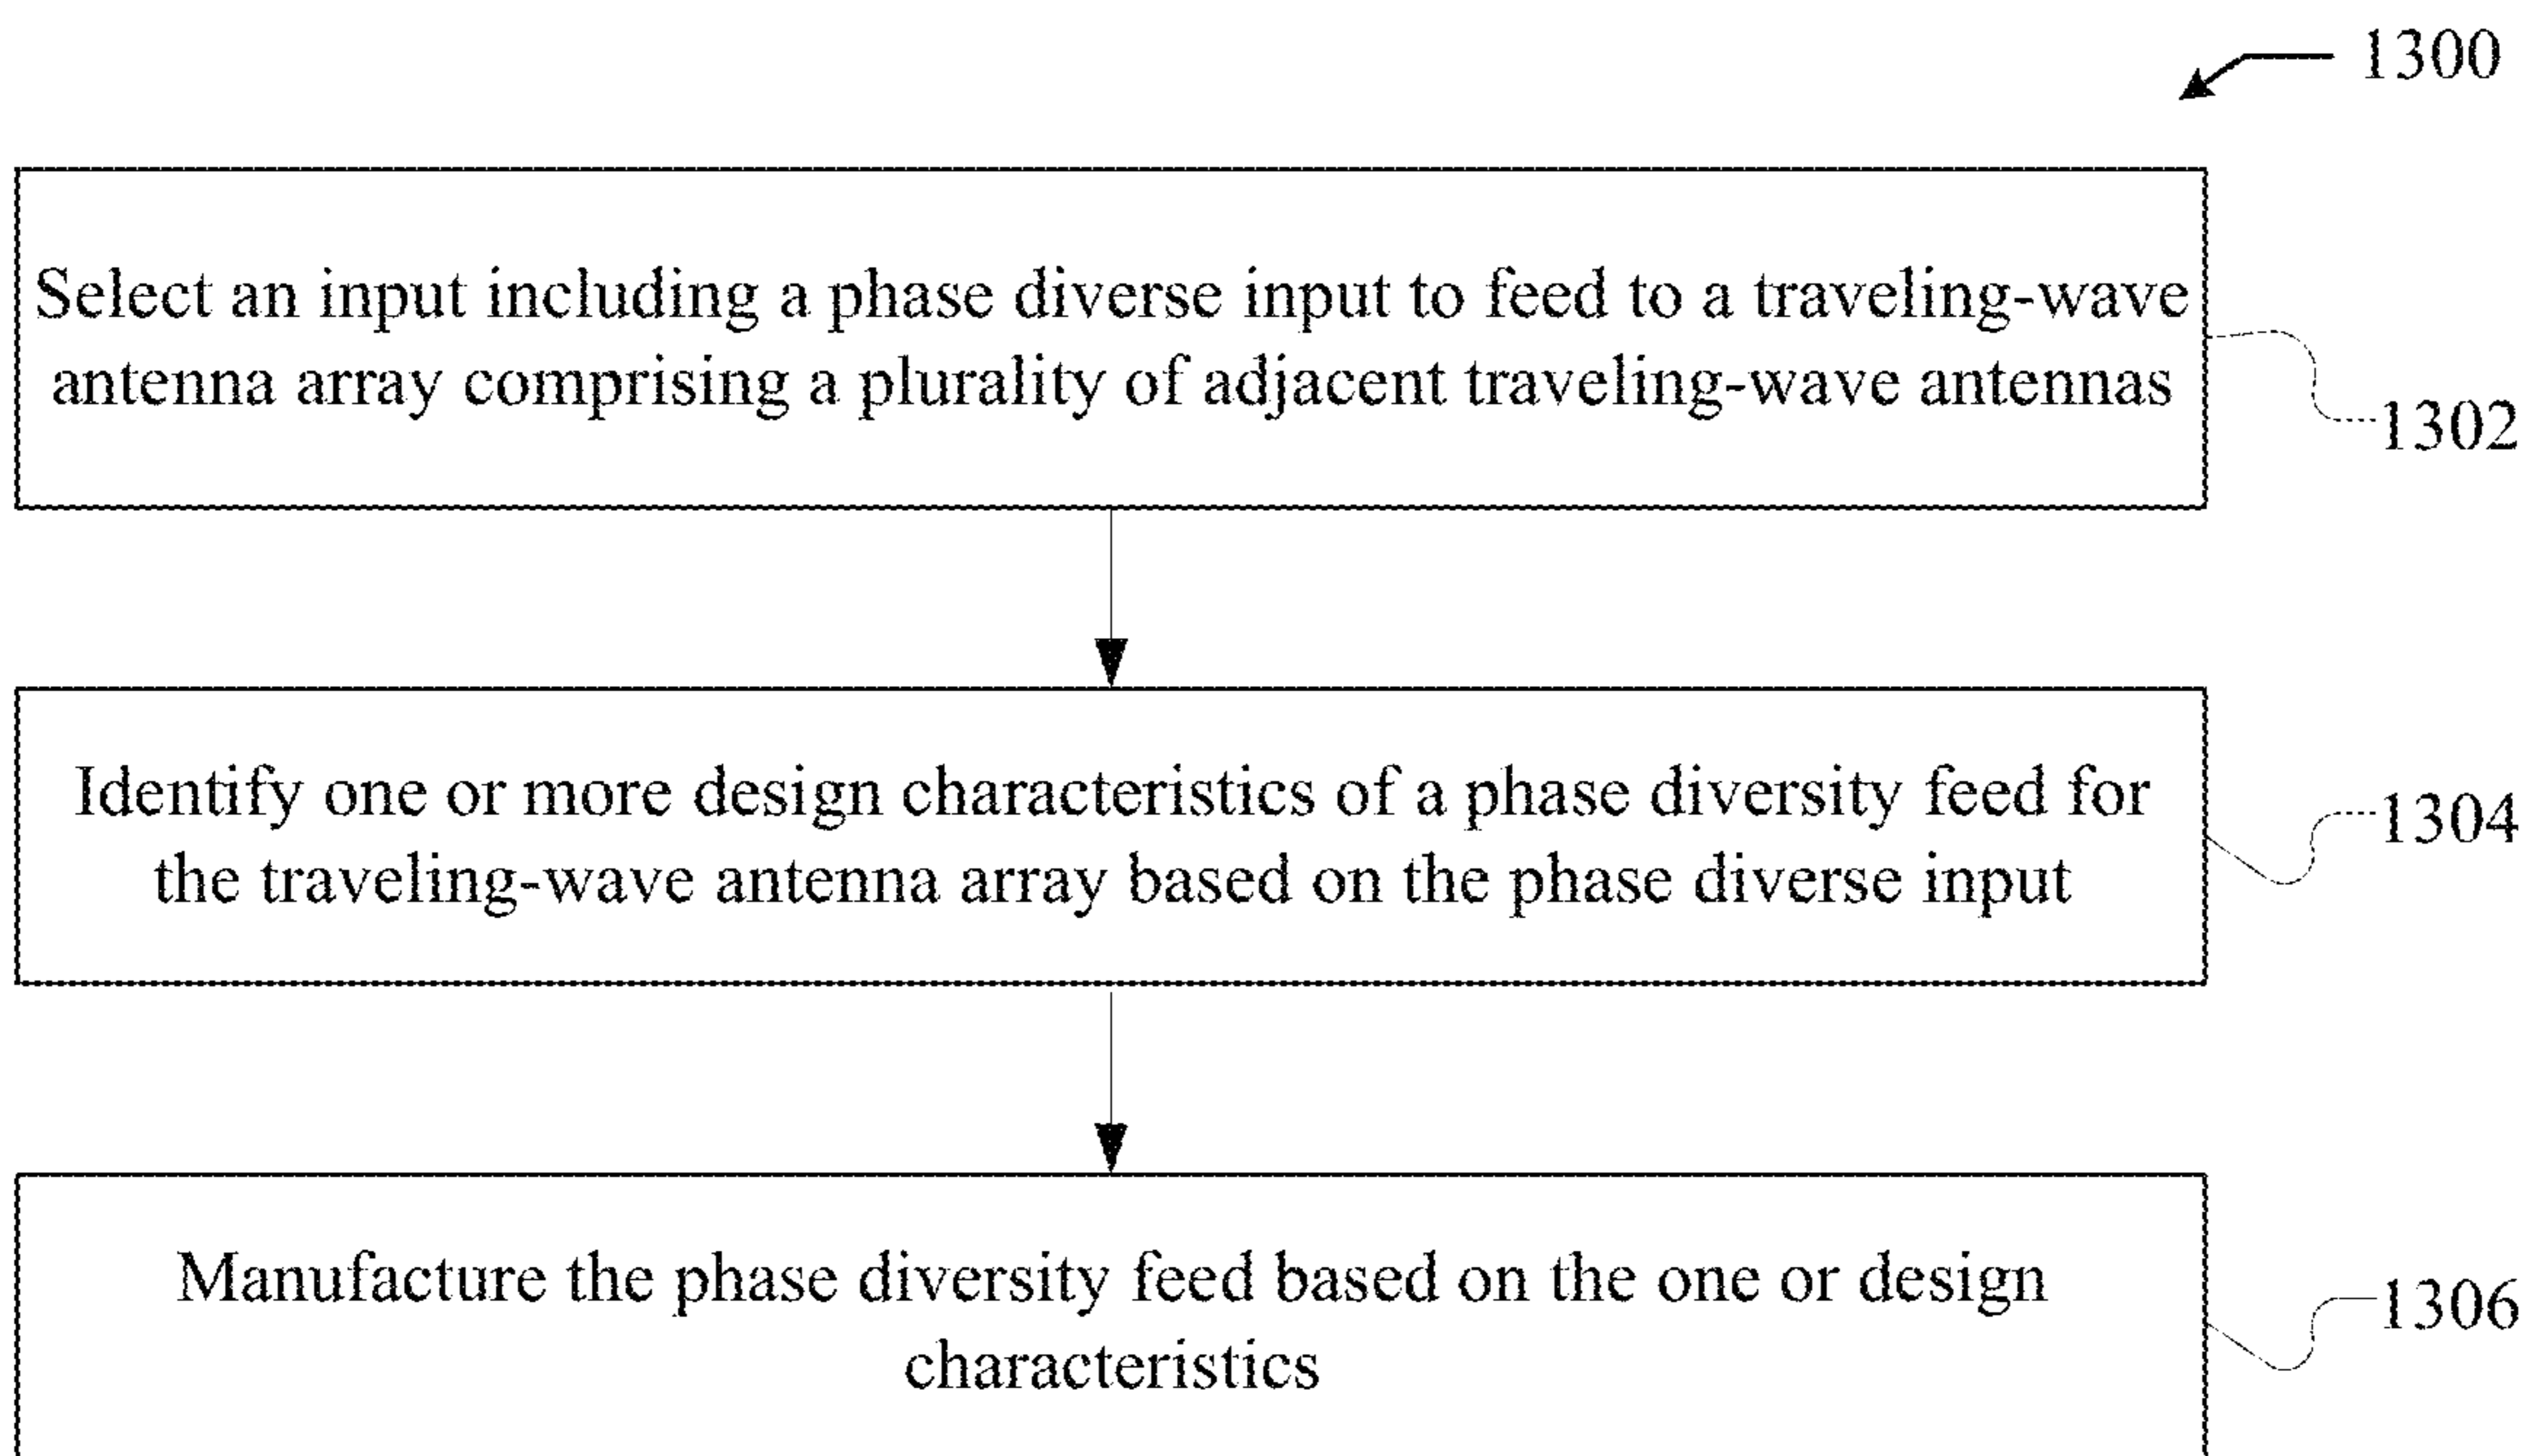 1300
Select an input including a phase diverse input to feed to a traveling-wave
antenna array comprising a plurality of adjacent traveling-wave antennas
1302
Identify one or more design characteristics of a phase diversity feed for
the traveling-wave antenna array based on the phase diverse input
1304
Manufacture the phase diversity feed based on the one or design
characteristics
1306